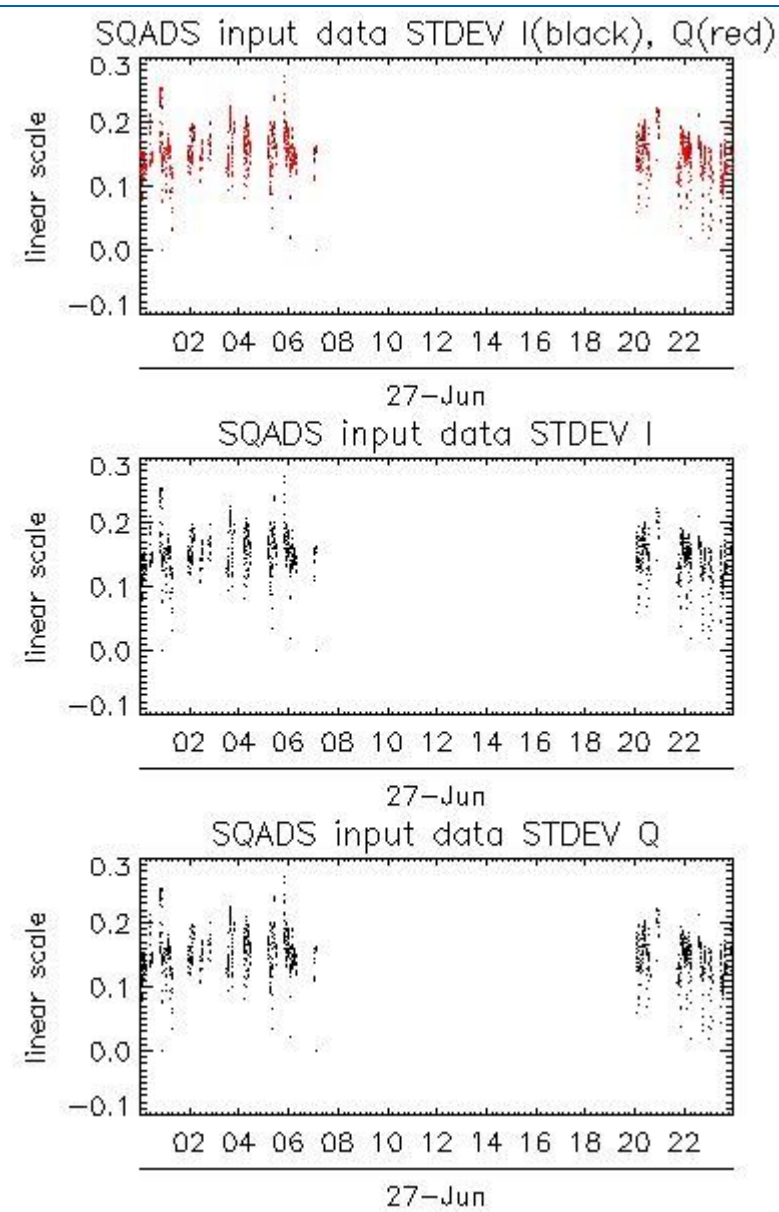 SQADS input data STDEV I(black), Q(red)
0.3
0.2
0.1
0.0
−0.1
linear scale
02 04 06 08 10 12 14 16 18 20 22
27−Jun
SQADS input data STDEV I
0.3
0.2
0.1
0.0
−0.1
linear scale
02 04 06 08 10 12 14 16 18 20 22
27−Jun
SQADS input data STDEV Q
0.3
0.2
0.1
0.0
−0.1
linear scale
02 04 06 08 10 12 14 16 18 20 22
27−Jun